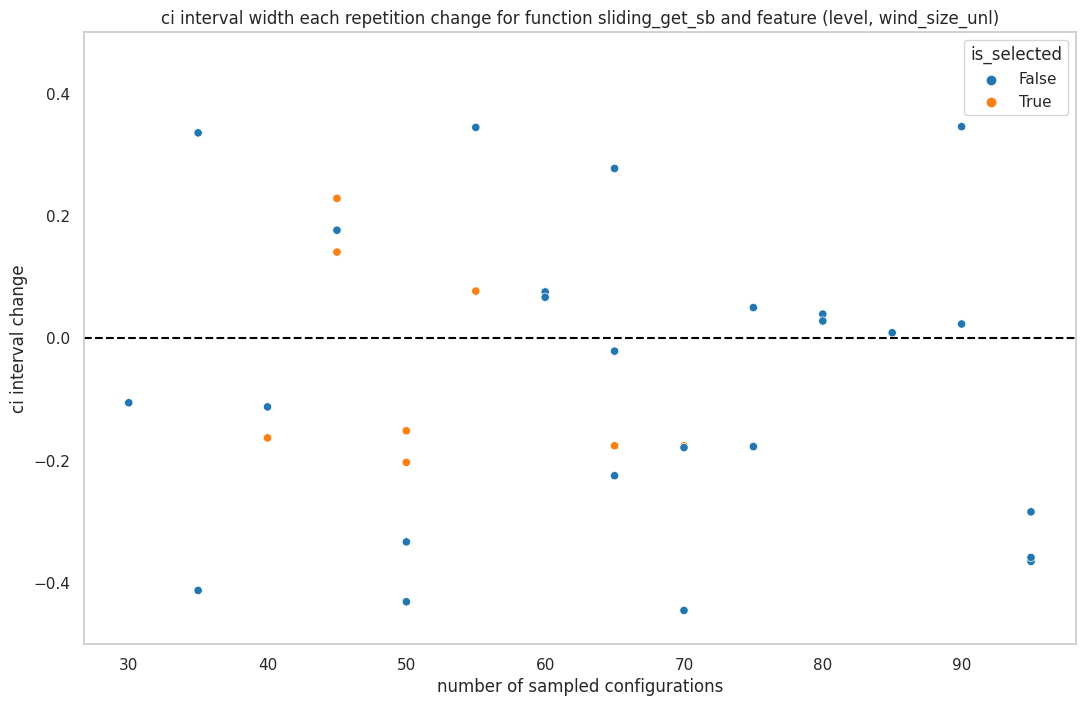 ci interval width each repetition change for function sliding_get_sb and feature (level, wind_size_unl)
is_selected
False
True
0.4
0.2
0.0
−0.2
−0.4
ci interval change
30 40 50 60 70 80 90
number of sampled configurations